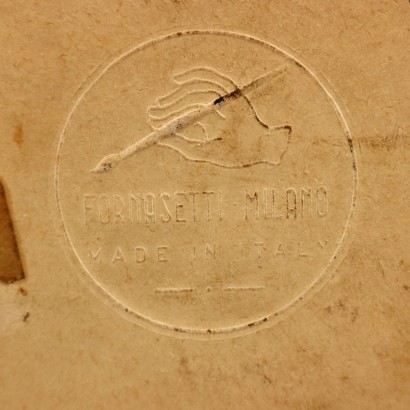 FORNASETTI - MILANO
MADE IN ITALY